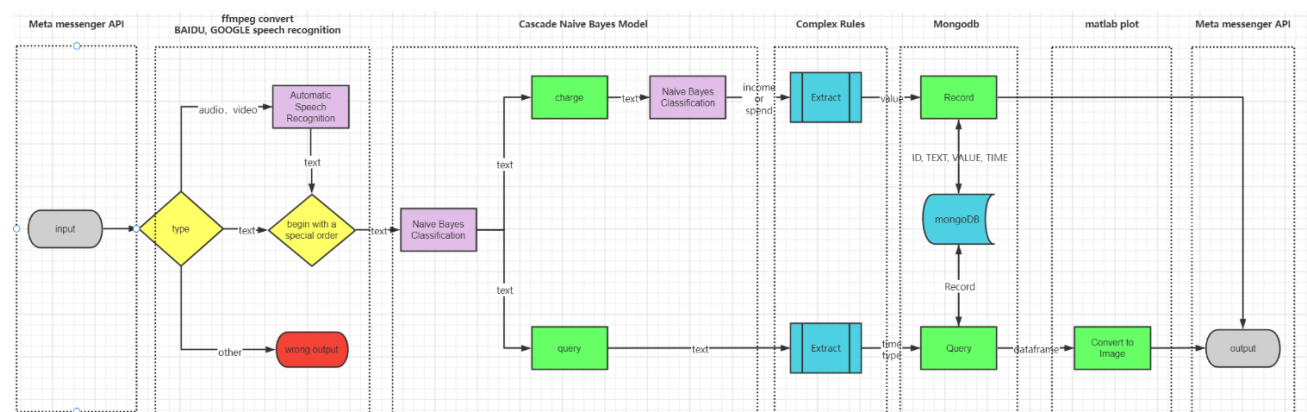 Meta messenger API
ffmpeg convert
BAIDU, GOOGLE speech recognition
Cascade Naive Bayes Model
Complex Rules
Mongodb
matlab plot
Meta messenger API
input
type
audio, video
Automatic
Speech
Recognition
text
text
begin with a
special order
other
wrong output
text
Naive Bayes
Classification
text
charge
text
Naive Bayes
Classification
income
or
spend
Extract
value
Record
ID, TEXT, VALUE, TIME
mongoDB
Record
text
query
text
Extract
time
type
Query
dataframe
Convert to
Image
output